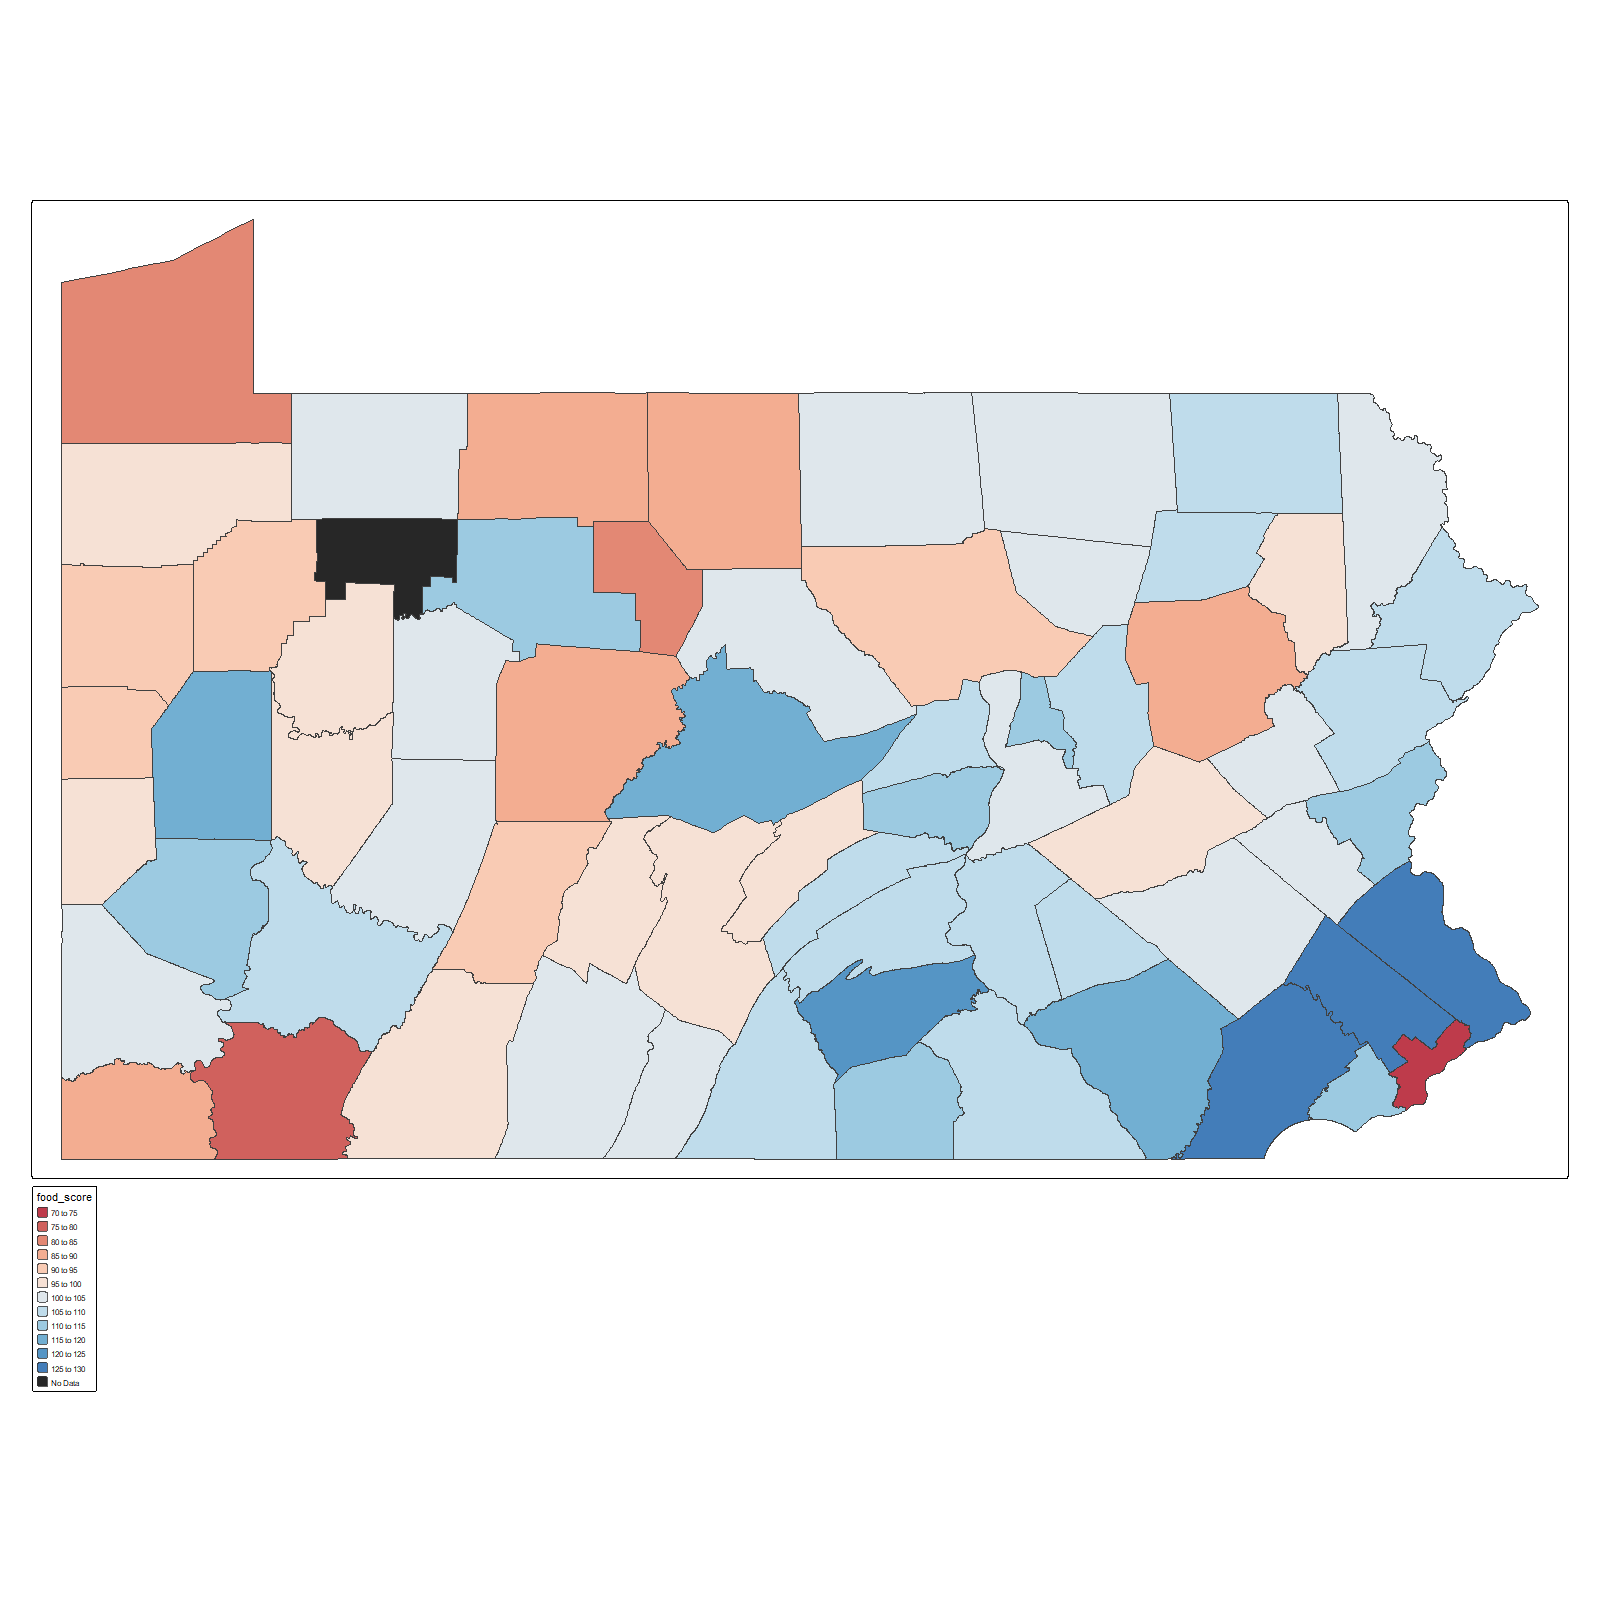 food_score
70 to 75
75 to 80
80 to 85
85 to 90
90 to 95
95 to 100
100 to 105
105 to 110
110 to 115
115 to 120
120 to 125
125 to 130
No Data